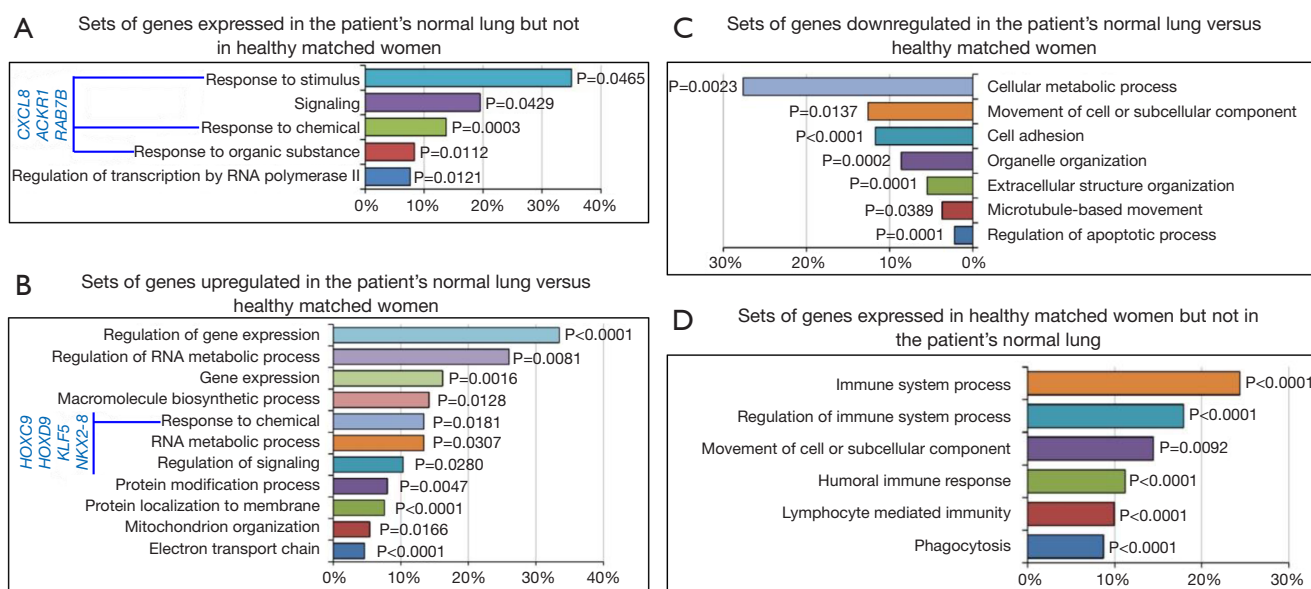 A
Sets of genes expressed in the patient's normal lung but not
in healthy matched women
CXCL8
ACKR1
RAB7B
Response to stimulus P=0.0465
Signaling P=0.0429
Response to chemical P=0.0003
Response to organic substance P=0.0112
Regulation of transcription by RNA polymerase II P=0.0121
0% 10% 20% 30% 40%
B
Sets of genes upregulated in the patient's normal lung versus
healthy matched women
Regulation of gene expression P<0.0001
Regulation of RNA metabolic process P=0.0081
Gene expression P=0.0016
Macromolecule biosynthetic process P=0.0128
HOXC9
HOXD9
KLF5
NKX2-8
Response to chemical P=0.0181
RNA metabolic process P=0.0307
Regulation of signaling P=0.0280
Protein modification process P=0.0047
Protein localization to membrane P<0.0001
Mitochondrion organization P=0.0166
Electron transport chain P<0.0001
0% 10% 20% 30% 40%
C
Sets of genes downregulated in the patient's normal lung versus
healthy matched women
P=0.0023 Cellular metabolic process
P=0.0137 Movement of cell or subcellular component
P<0.0001 Cell adhesion
P=0.0002 Organelle organization
P=0.0001 Extracellular structure organization
P=0.0389 Microtubule-based movement
P=0.0001 Regulation of apoptotic process
30% 20% 10% 0%
D
Sets of genes expressed in healthy matched women but not in
the patient's normal lung
Immune system process P<0.0001
Regulation of immune system process P<0.0001
Movement of cell or subcellular component P=0.0092
Humoral immune response P<0.0001
Lymphocyte mediated immunity P<0.0001
Phagocytosis P<0.0001
0% 10% 20% 30%